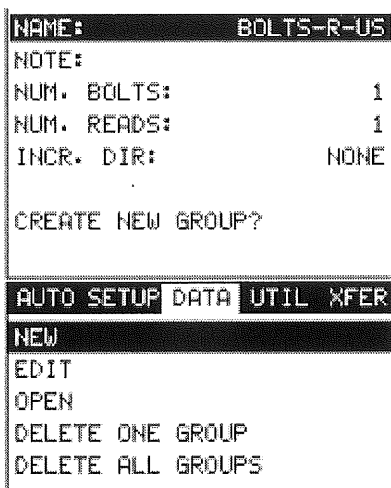 NAME: BOLTS-R-US
NOTE:
NUM. BOLTS: 1
NUM. READS: 1
INCR. DIR: NONE
CREATE NEW GROUP?
AUTO SETUP DATA UTIL XFER
NEW
EDIT
OPEN
DELETE ONE GROUP
DELETE ALL GROUPS